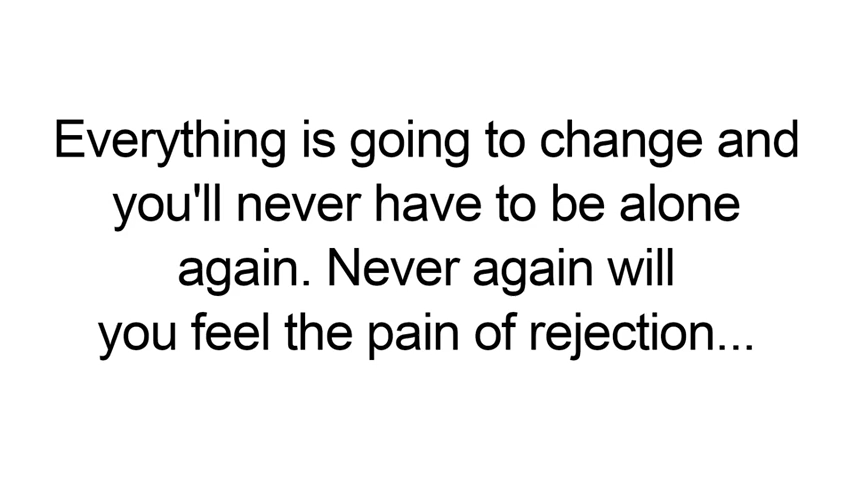 Everything is going to change and
you'll never have to be alone
again. Never again will
you feel the pain of rejection...